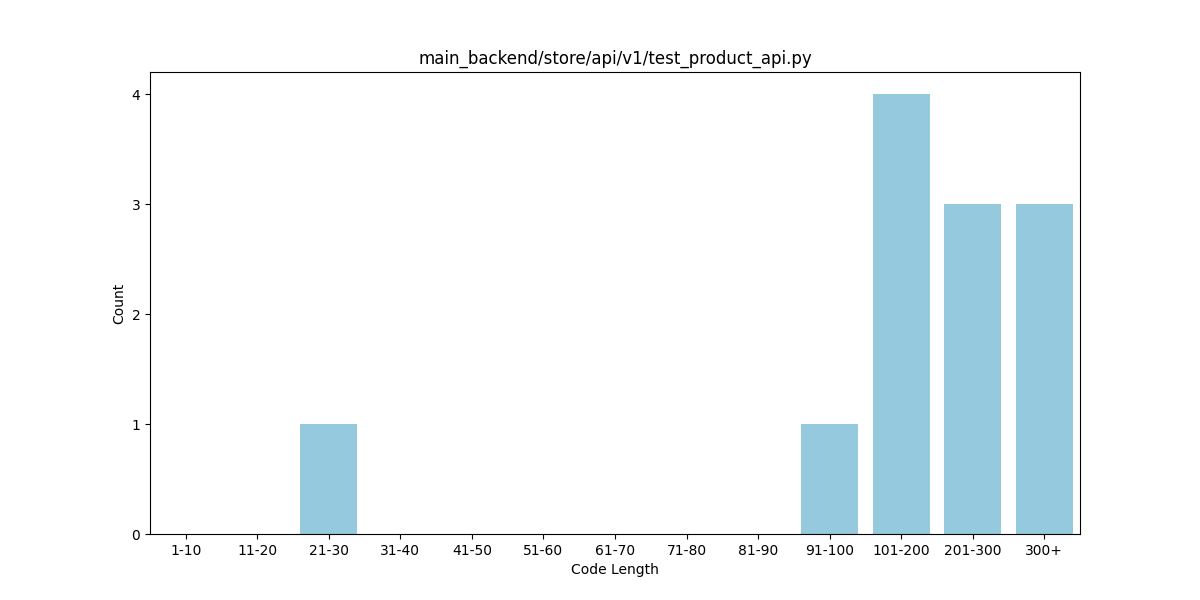 main_backend/store/api/v1/test_product_api.py
4
3
2
1
0
Count
1-10 11-20 21-30 31-40 41-50 51-60 61-70 71-80 81-90 91-100 101-200 201-300 300+
Code Length